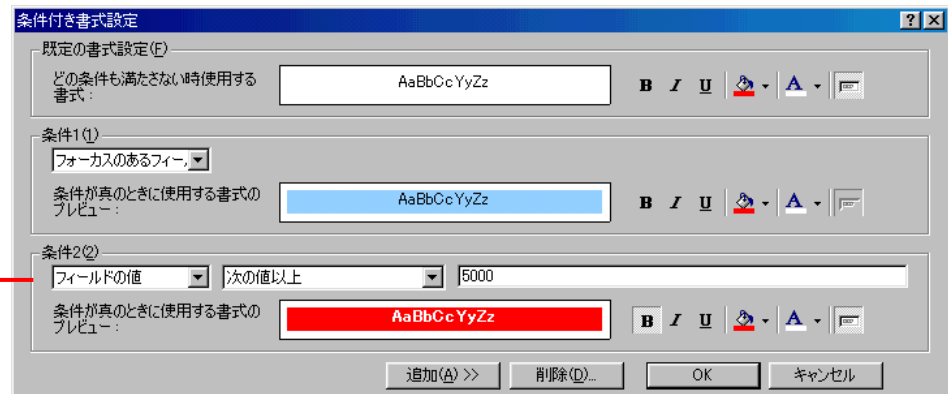 条件付き書式設定
既定の書式設定(F)
どの条件も満たさない時使用する
書式：
AaBbCcYyZz
B I U A
条件1(1)
フォーカスのあるフィー
条件が真のときに使用する書式の
プレビュー：
AaBbCcYyZz
B I U A
条件2(2)
フィールドの値 次の値以上 5000
条件が真のときに使用する書式の
プレビュー：
AaBbCcYyZz
B I U A
追加(A) >> 削除(D)... OK キャンセル